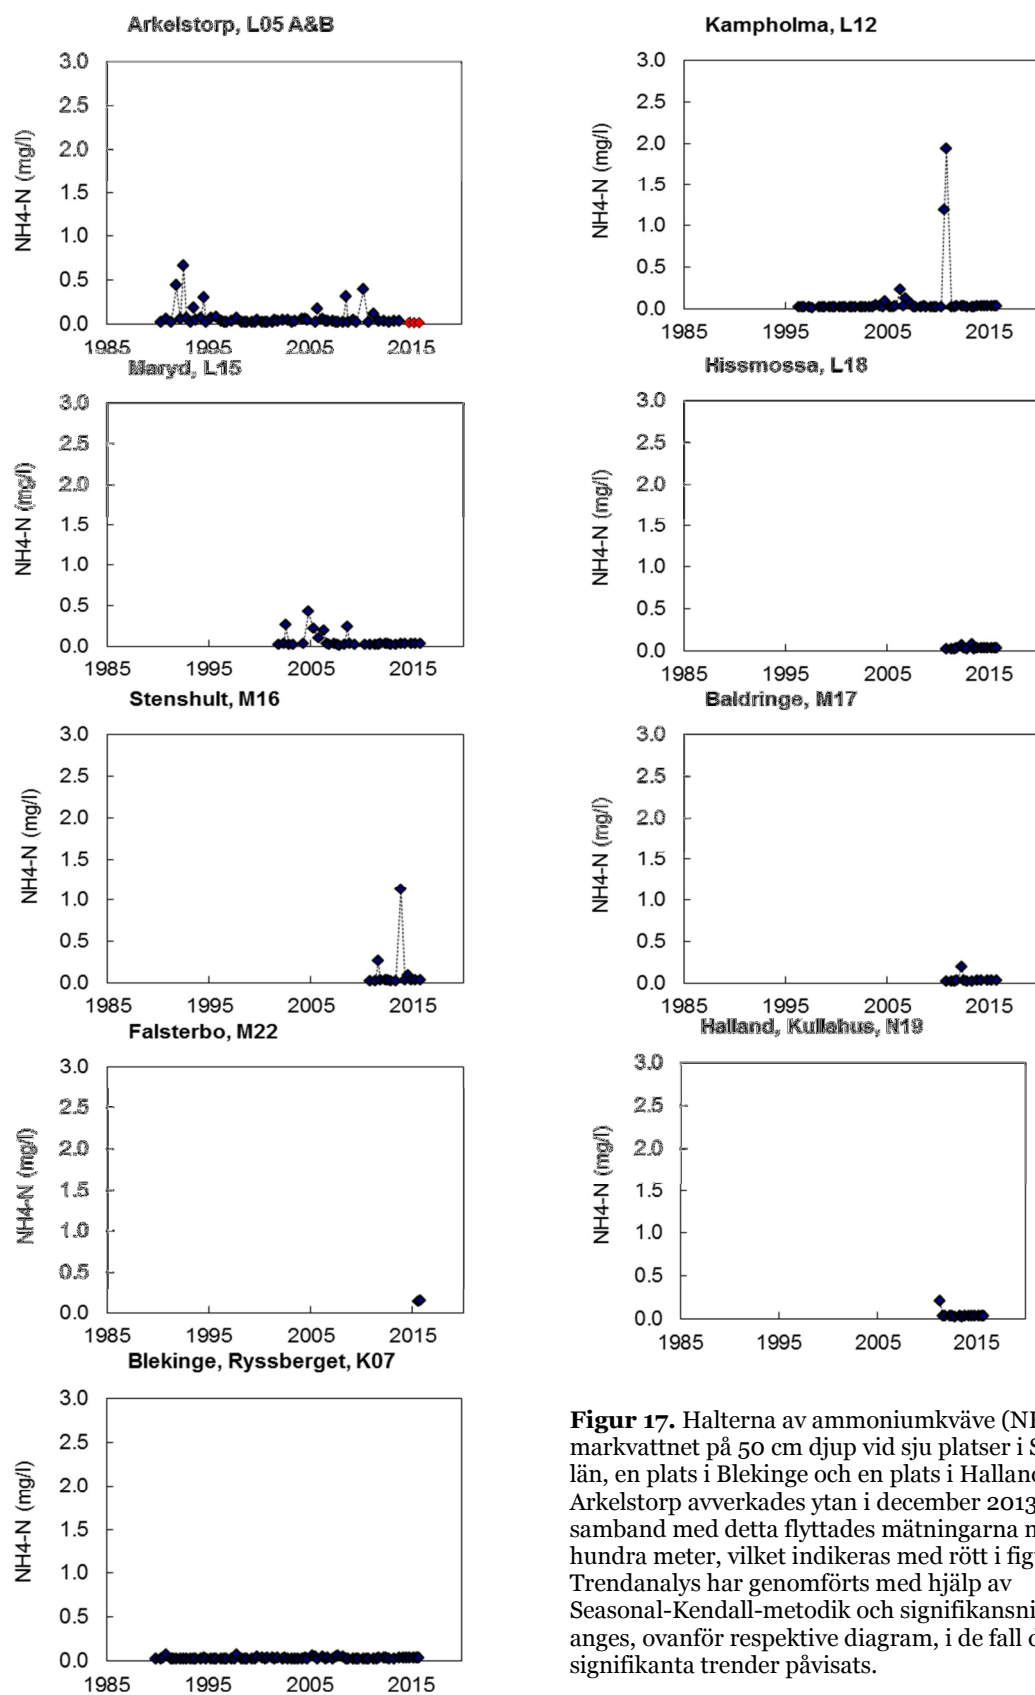 Arkelstorp, L05 A&B
NH4-N (mg/l)
3.0
2.5
2.0
1.5
1.0
0.5
0.0
1985 1995 2005 2015
Kampholma, L12
NH4-N (mg/l)
3.0
2.5
2.0
1.5
1.0
0.5
0.0
1985 1995 2005 2015
Maryd, L15
NH4-N (mg/l)
3.0
2.5
2.0
1.5
1.0
0.5
0.0
1985 1995 2005 2015
Hissmossa, L18
NH4-N (mg/l)
3.0
2.5
2.0
1.5
1.0
0.5
0.0
1985 1995 2005 2015
Stenshult, M16
NH4-N (mg/l)
3.0
2.5
2.0
1.5
1.0
0.5
0.0
1985 1995 2005 2015
Baldringe, M17
NH4-N (mg/l)
3.0
2.5
2.0
1.5
1.0
0.5
0.0
1985 1995 2005 2015
Falsterbo, M22
NH4-N (mg/l)
3.0
2.5
2.0
1.5
1.0
0.5
0.0
1985 1995 2005 2015
Halland, Kullahus, N19
NH4-N (mg/l)
3.0
2.5
2.0
1.5
1.0
0.5
0.0
1985 1995 2005 2015
Blekinge, Ryssberget, K07
NH4-N (mg/l)
3.0
2.5
2.0
1.5
1.0
0.5
0.0
1985 1995 2005 2015
Figur 17. Halterna av ammoniumkväve (
markvattnet på 50 cm djup vid sju platser i
län, en plats i Blekinge och en plats i Halland
Arkelstorp avverkades ytan i december 2013
samband med detta flyttades mätningarna
hundra meter, vilket indikeras med rött i
Trendanalys har genomförts med hjälp av
Seasonal-Kendall-metodik och
anges, ovanför respektive diagram, i de fall
signifikanta trender påvisats.